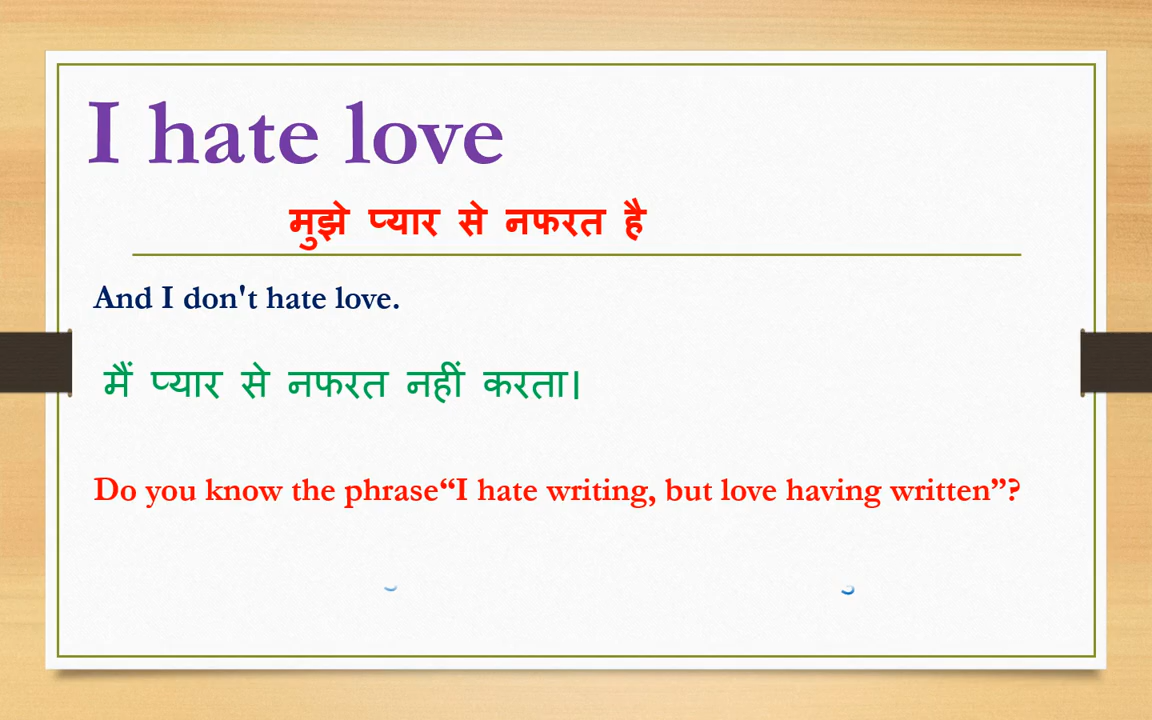 I hate love
मुझे प्यार से नफरत है
And I don't hate love.
मैं प्यार से नफरत नहीं करता।
Do you know the phrase“I hate writing, but love having written”?